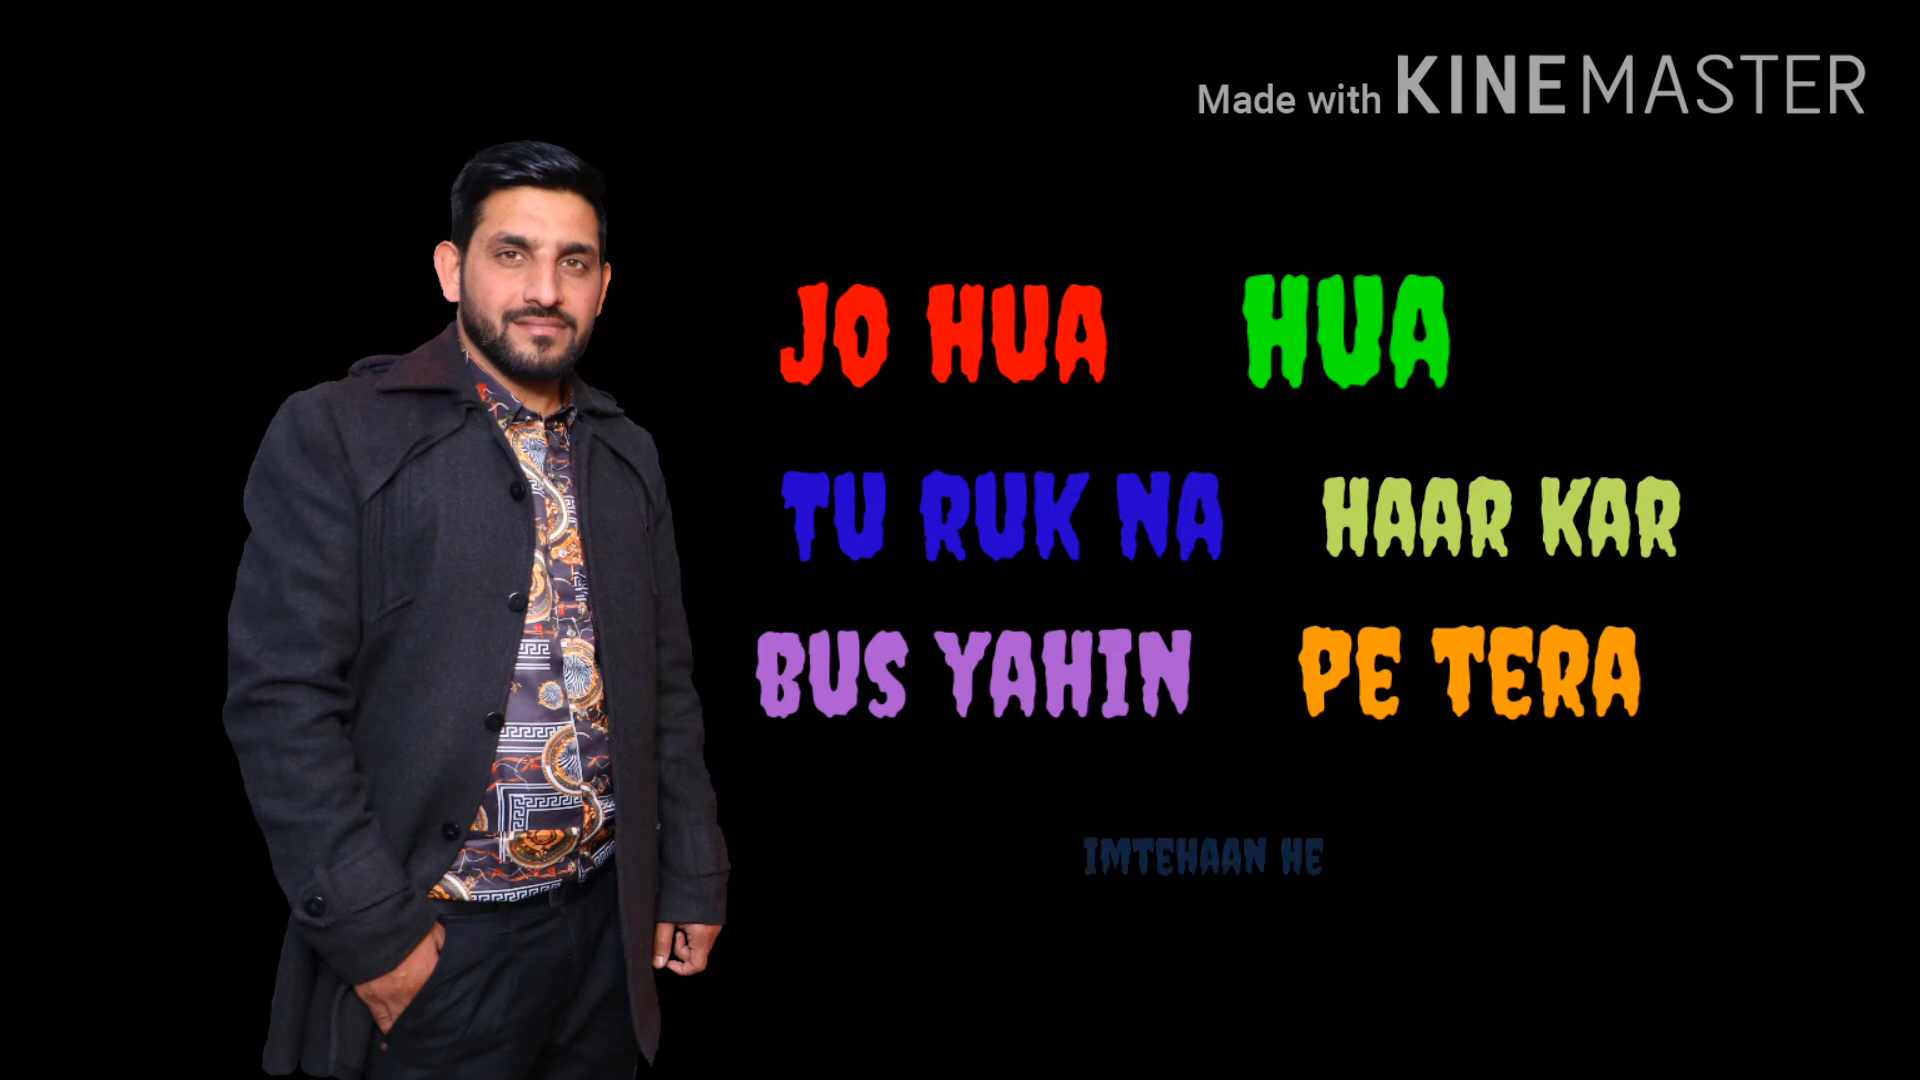 Made with KINEMASTER
JO HUA HUA
TU RUK NA HAAR KAR
BUS YAHIN PE TERA
IMTEHAAN HE